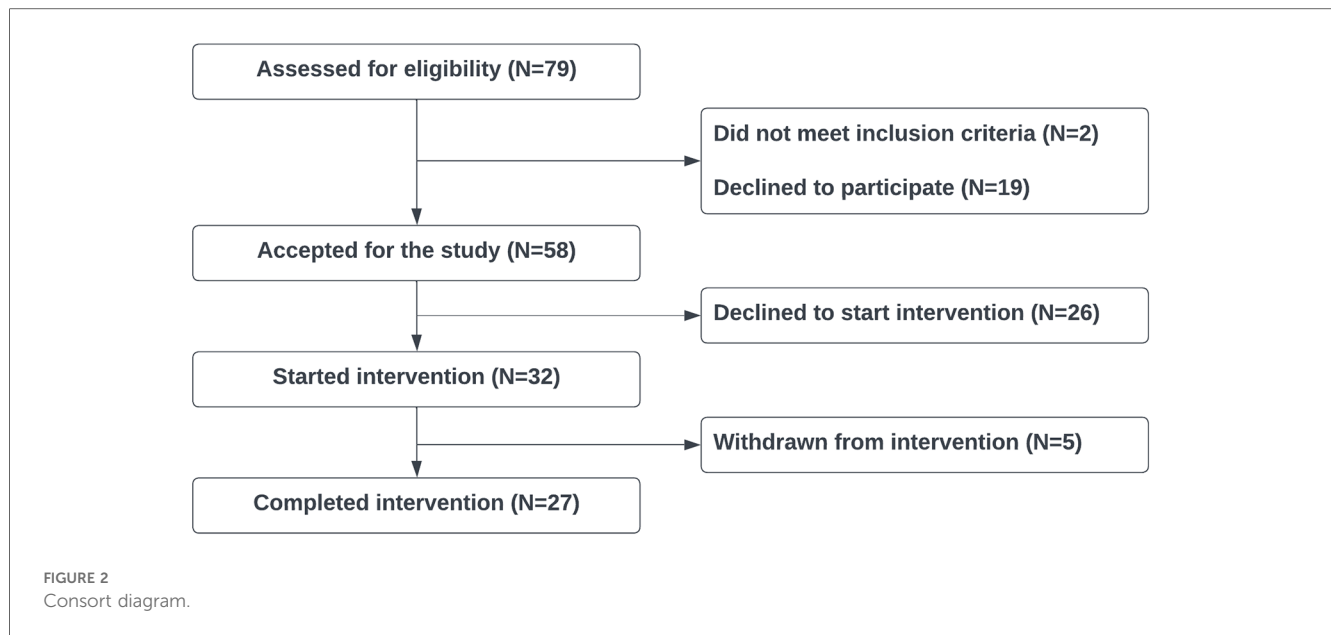 Assessed for eligibility (N=79)
Did not meet inclusion criteria (N=2)
Declined to participate (N=19)
Accepted for the study (N=58)
Declined to start intervention (N=26)
Started intervention (N=32)
Withdrawn from intervention (N=5)
Completed intervention (N=27)
FIGURE 2
Consort diagram.